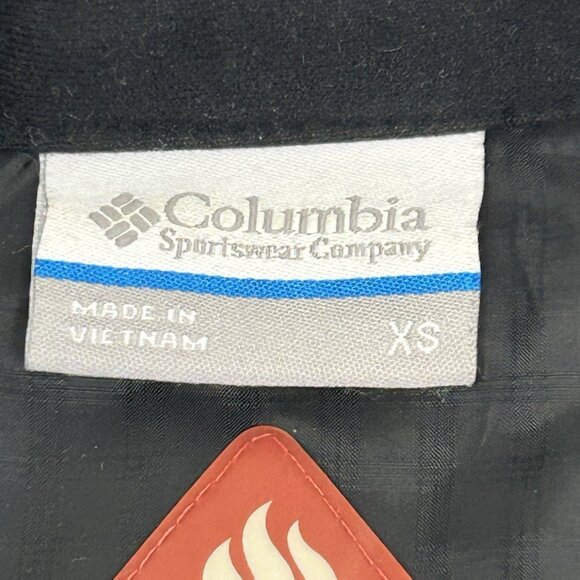 Columbia
Sportswear Company
MADE IN
VIETNAM
XS